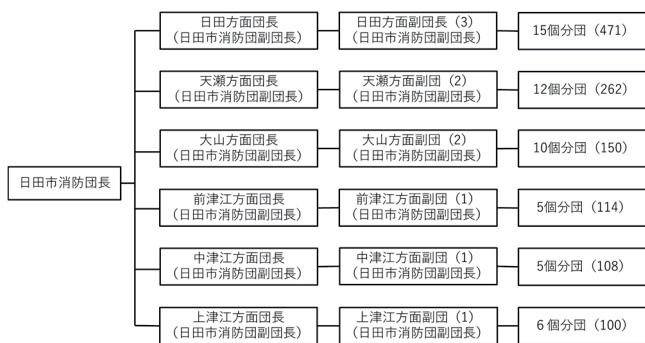 日田市消防団長
日田方面団長
(日田市消防団副団長)
日田方面副団長(3)
(日田市消防団副団長)
15個分団(471)
天瀬方面団長
(日田市消防団副団長)
天瀬方面副団(2)
(日田市消防団副団長)
12個分団(262)
大山方面団長
(日田市消防団副団長)
大山方面副団(2)
(日田市消防団副団長)
10個分団(150)
前津江方面団長
(日田市消防団副団長)
前津江方面副団(1)
(日田市消防団副団長)
5個分団(114)
中津江方面団長
(日田市消防団副団長)
中津江方面副団(1)
(日田市消防団副団長)
5個分団(108)
上津江方面団長
(日田市消防団副団長)
上津江方面副団(1)
(日田市消防団副団長)
6個分団(100)